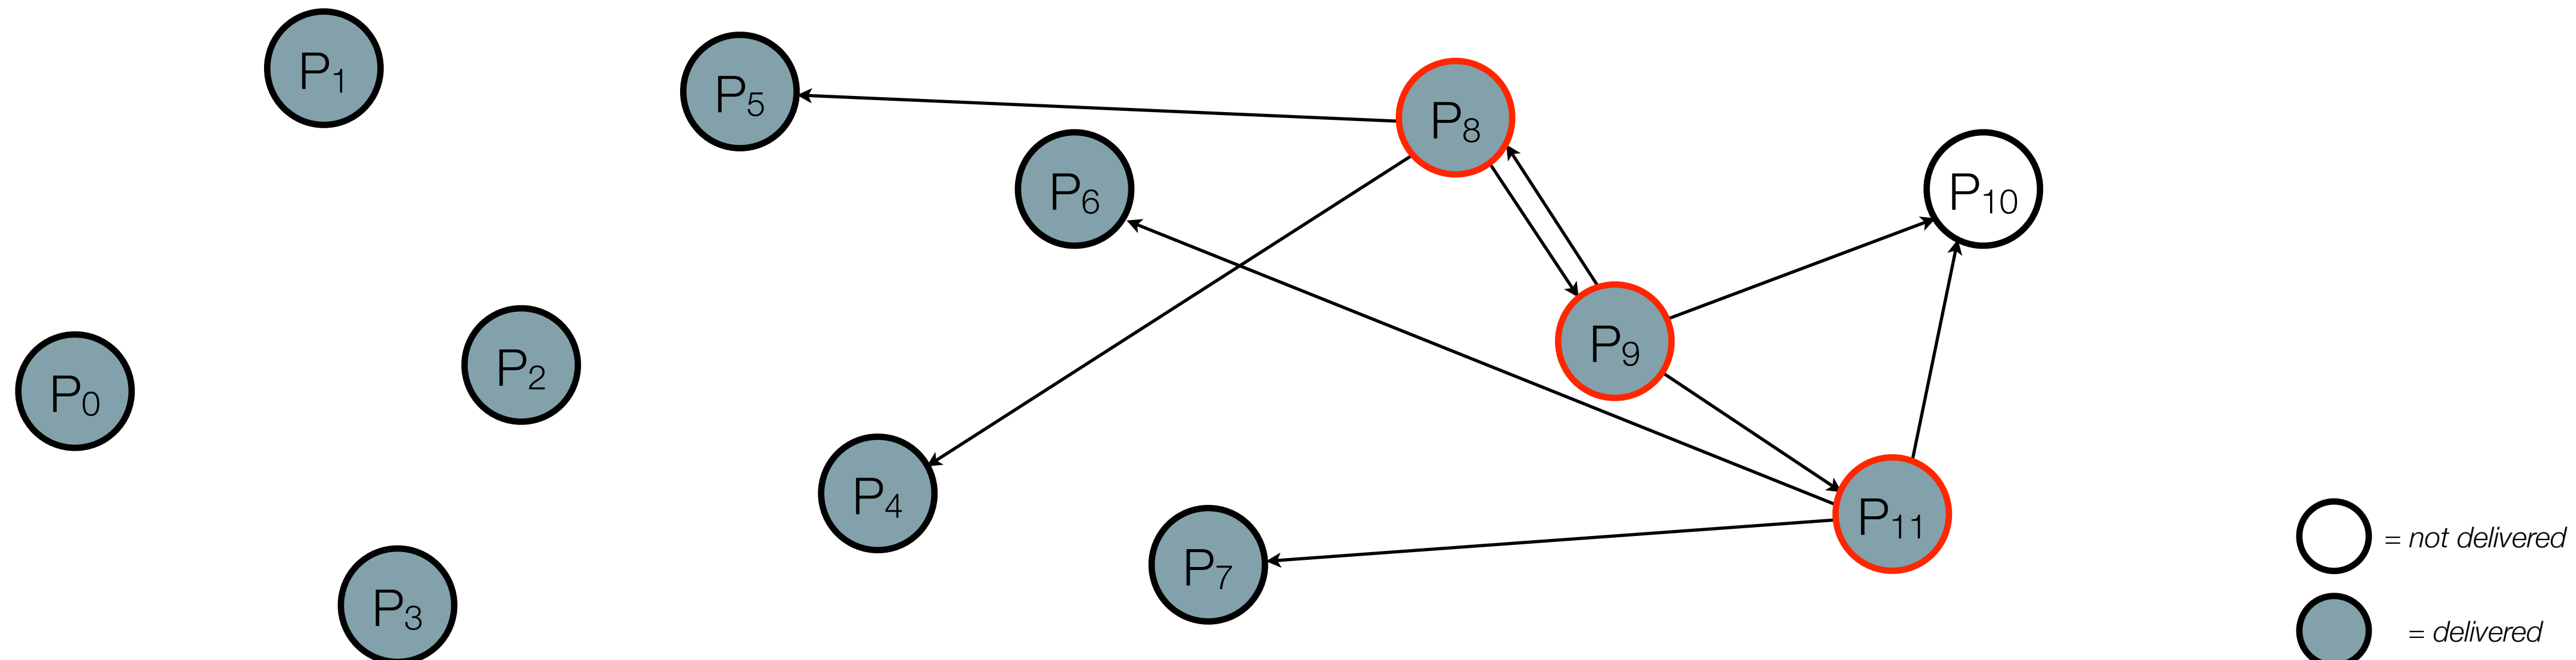 P1
P5
P8
P6
P10
P9
P2
P0
P4
P11
P7
P3
= not delivered
= delivered